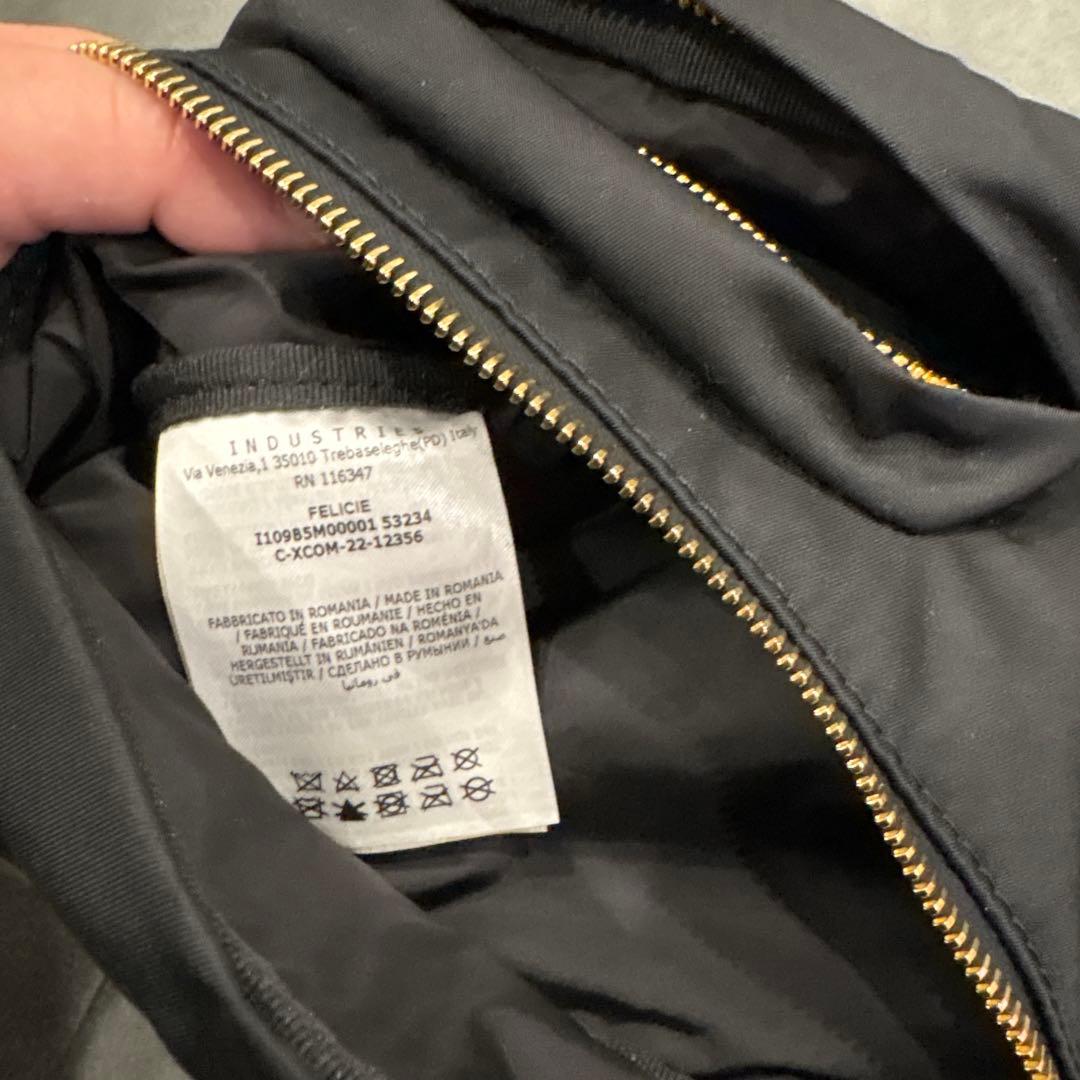 INDUSTRIES
Via Venezia,1 35010 Trebaseleghe(PD) Italy
RN 116347
FELICIE
I109B5M00001 53234
C-XCOM-22-12356
FABBRICATO IN ROMANIA / MADE IN ROMANIA
/ FABRIQUÉ EN ROUMANIE / HECHO EN
RUMANIA / FABRICADO NA ROMÉNIA /
HERGESTELLT IN RUMÄNIEN / ROMANYA'DA
ÜRETILMIŞTIR / СДЕЛАНО В РУМЫНИИ / صنع
في رومانيا